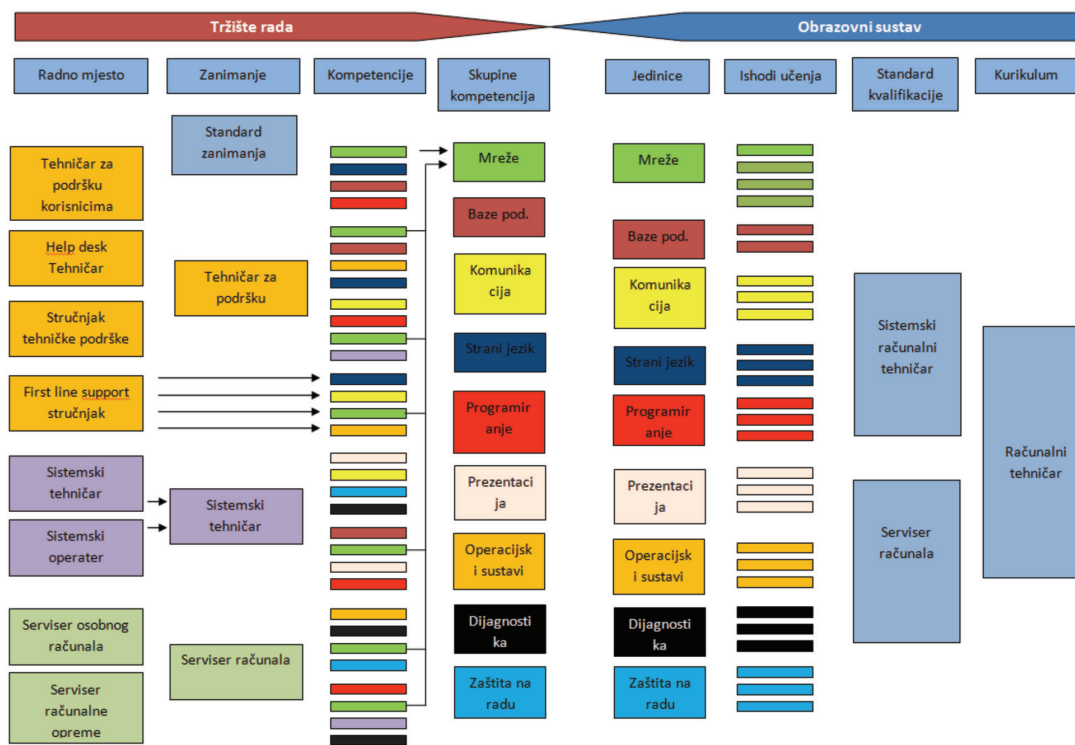 Tržište rada
Obrazovni sustav
Radno mjesto
Zanimanje
Kompetencije
Skupine
kompetencija
Jedinice
Ishodi učenja
Standard
kvalifikacije
Kurikulum
Tehničar za
podršku
korisnicima
Help desk
Tehničar
Stručnjak
tehničke podrške
First line support
stručnjak
Sistemski
tehničar
Sistemski
operater
Serviser osobnog
računala
Serviser
računalne
opreme
Standard
zanimanja
Tehničar za
podršku
Sistemski
tehničar
Serviser računala
Mreže
Baze pod.
Komunika
cija
Strani jezik
Programir
anje
Prezentaci
ja
Operacijsk
i sustavi
Dijagnosti
ka
Zaštita na
radu
Mreže
Baze pod.
Komunika
cija
Strani jezik
Programir
anje
Prezentaci
ja
Operacijsk
i sustavi
Dijagnosti
ka
Zaštita na
radu
Sistemski
računalni
tehničar
Serviser
računala
Računalni
tehničar